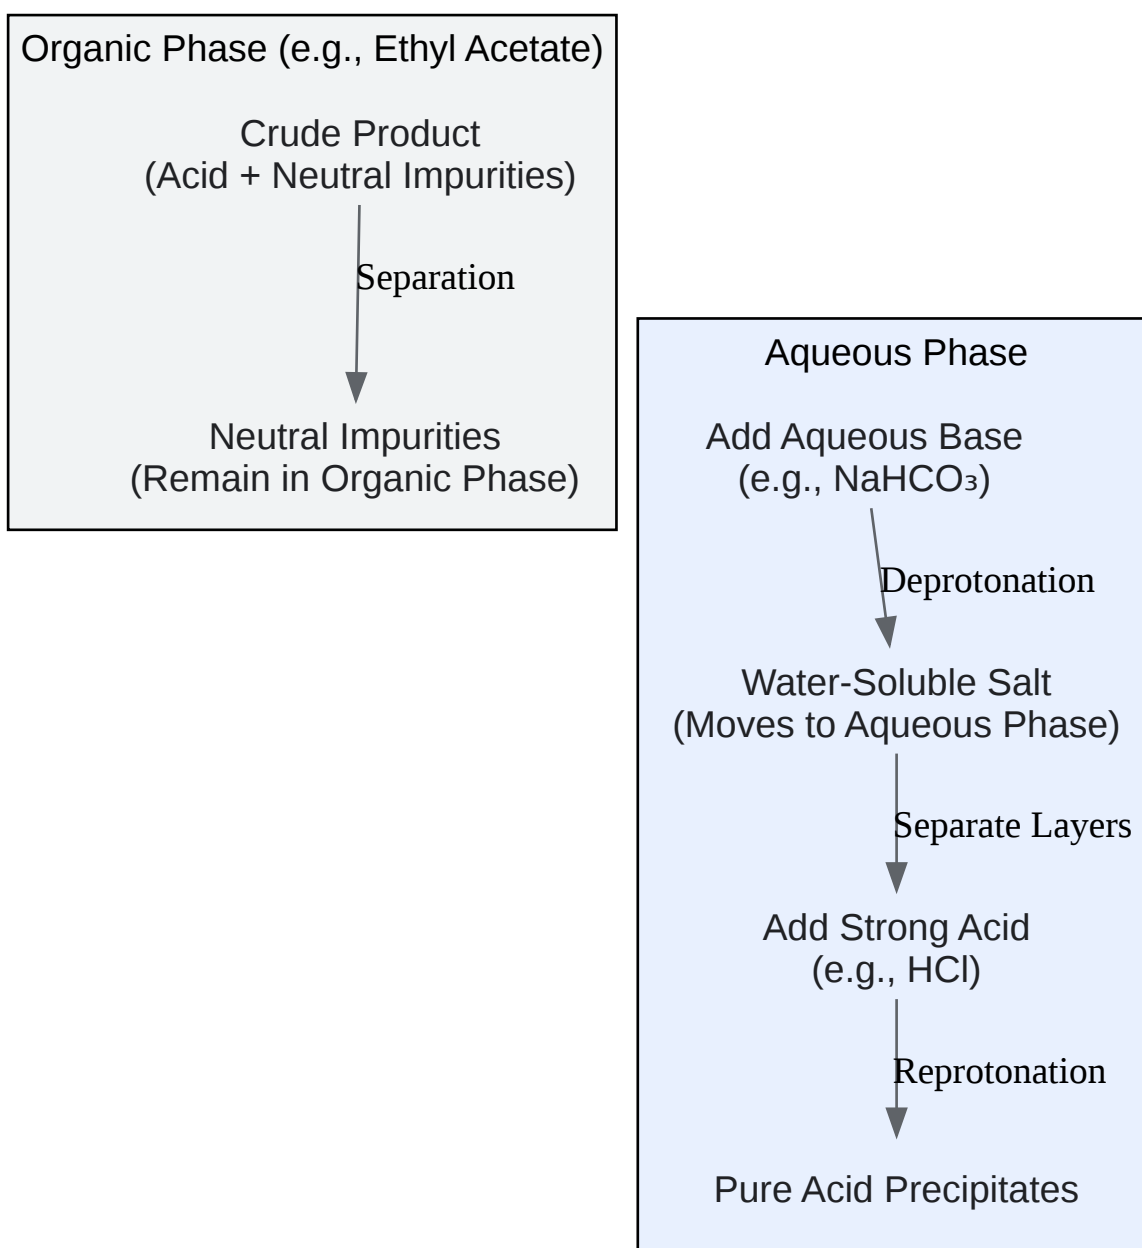 Organic Phase (e.g., Ethyl Acetate)
Crude Product
(Acid + Neutral Impurities)
Separation
Neutral Impurities
(Remain in Organic Phase)
Aqueous Phase
Add Aqueous Base
(e.g., NaHCO₃)
Deprotonation
Water-Soluble Salt
(Moves to Aqueous Phase)
Separate Layers
Add Strong Acid
(e.g., HCl)
Reprotonation
Pure Acid Precipitates